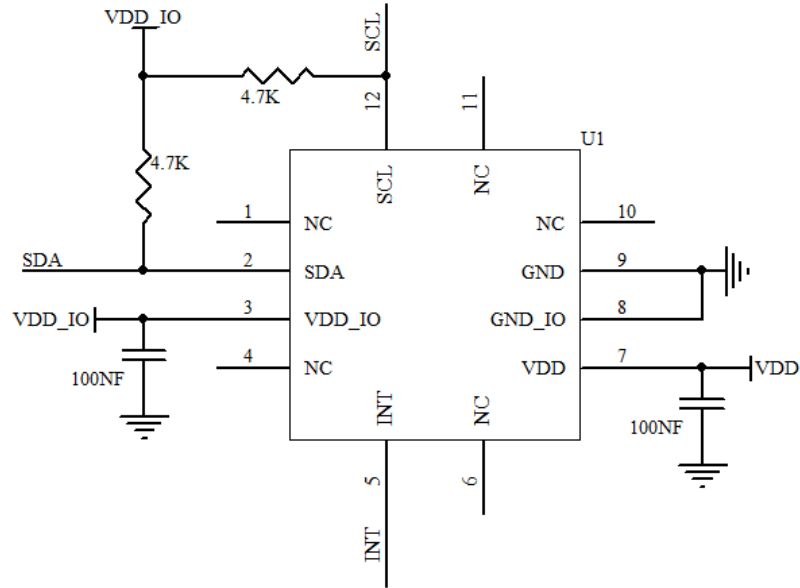 VDD_IO
SCL
4.7K
12
11
U1
4.7K
SCL
NC
1
NC
NC
10
SDA
2
SDA
GND
9
VDD_IO
3
VDD_IO
GND_IO
8
4
NC
VDD
7
VDD
100NF
INT
NC
100NF
5
6
INT